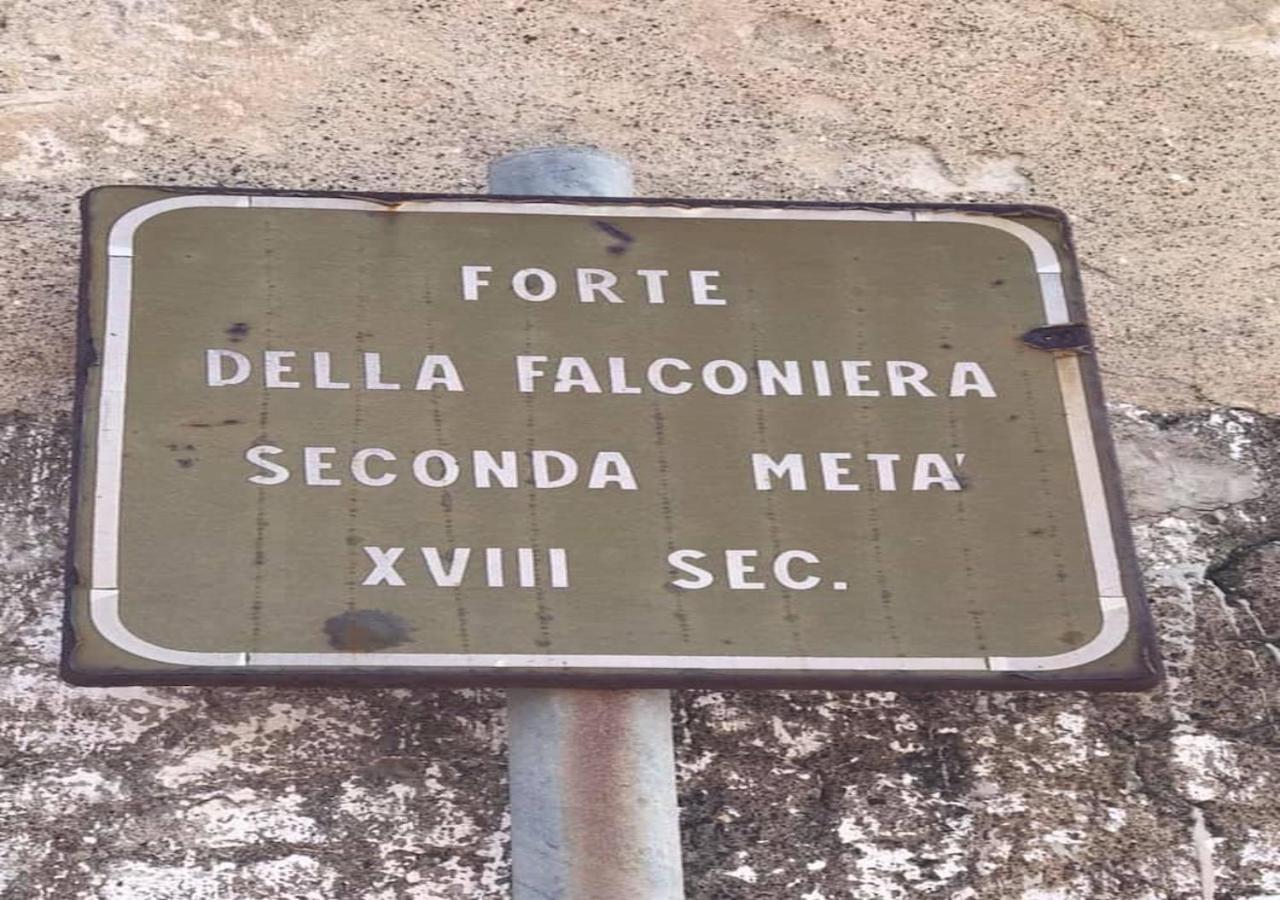 FORTE
DELLA FALCONIERA
SECONDA META'
XVIII SEC.